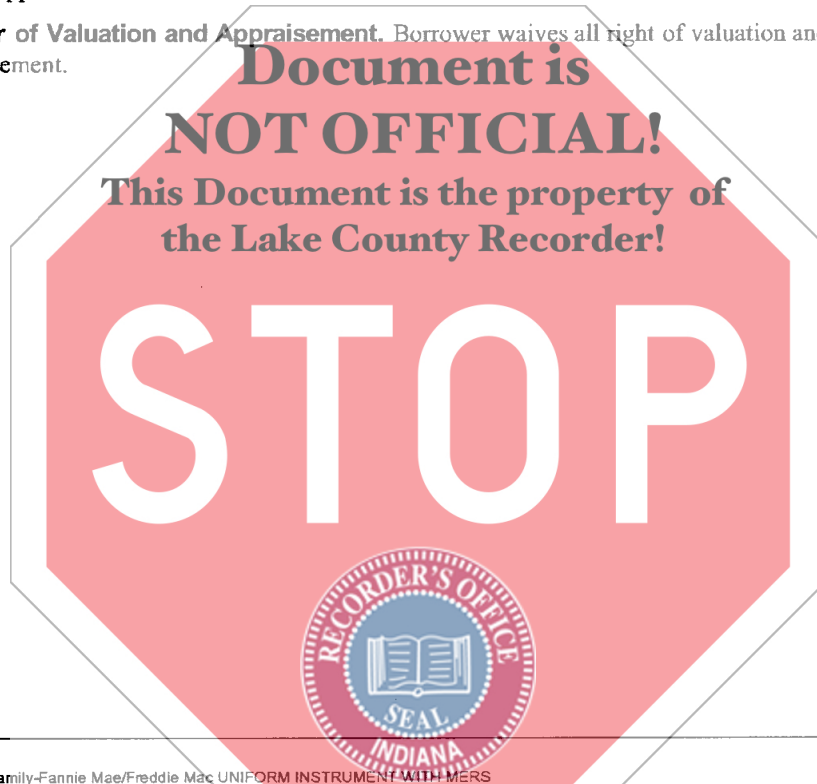 r of Valuation and Appraisement. Borrower waives all right of valuation an
ement.
Document is
NOT OFFICIAL!
This Document is the property of
the Lake County Recorder!
STOP
RECORDER'S OFFICE
SEAL
INDIANA
amily-Fannie Mae/Freddie Mac UNIFORM INSTRUMENT WITH MERS